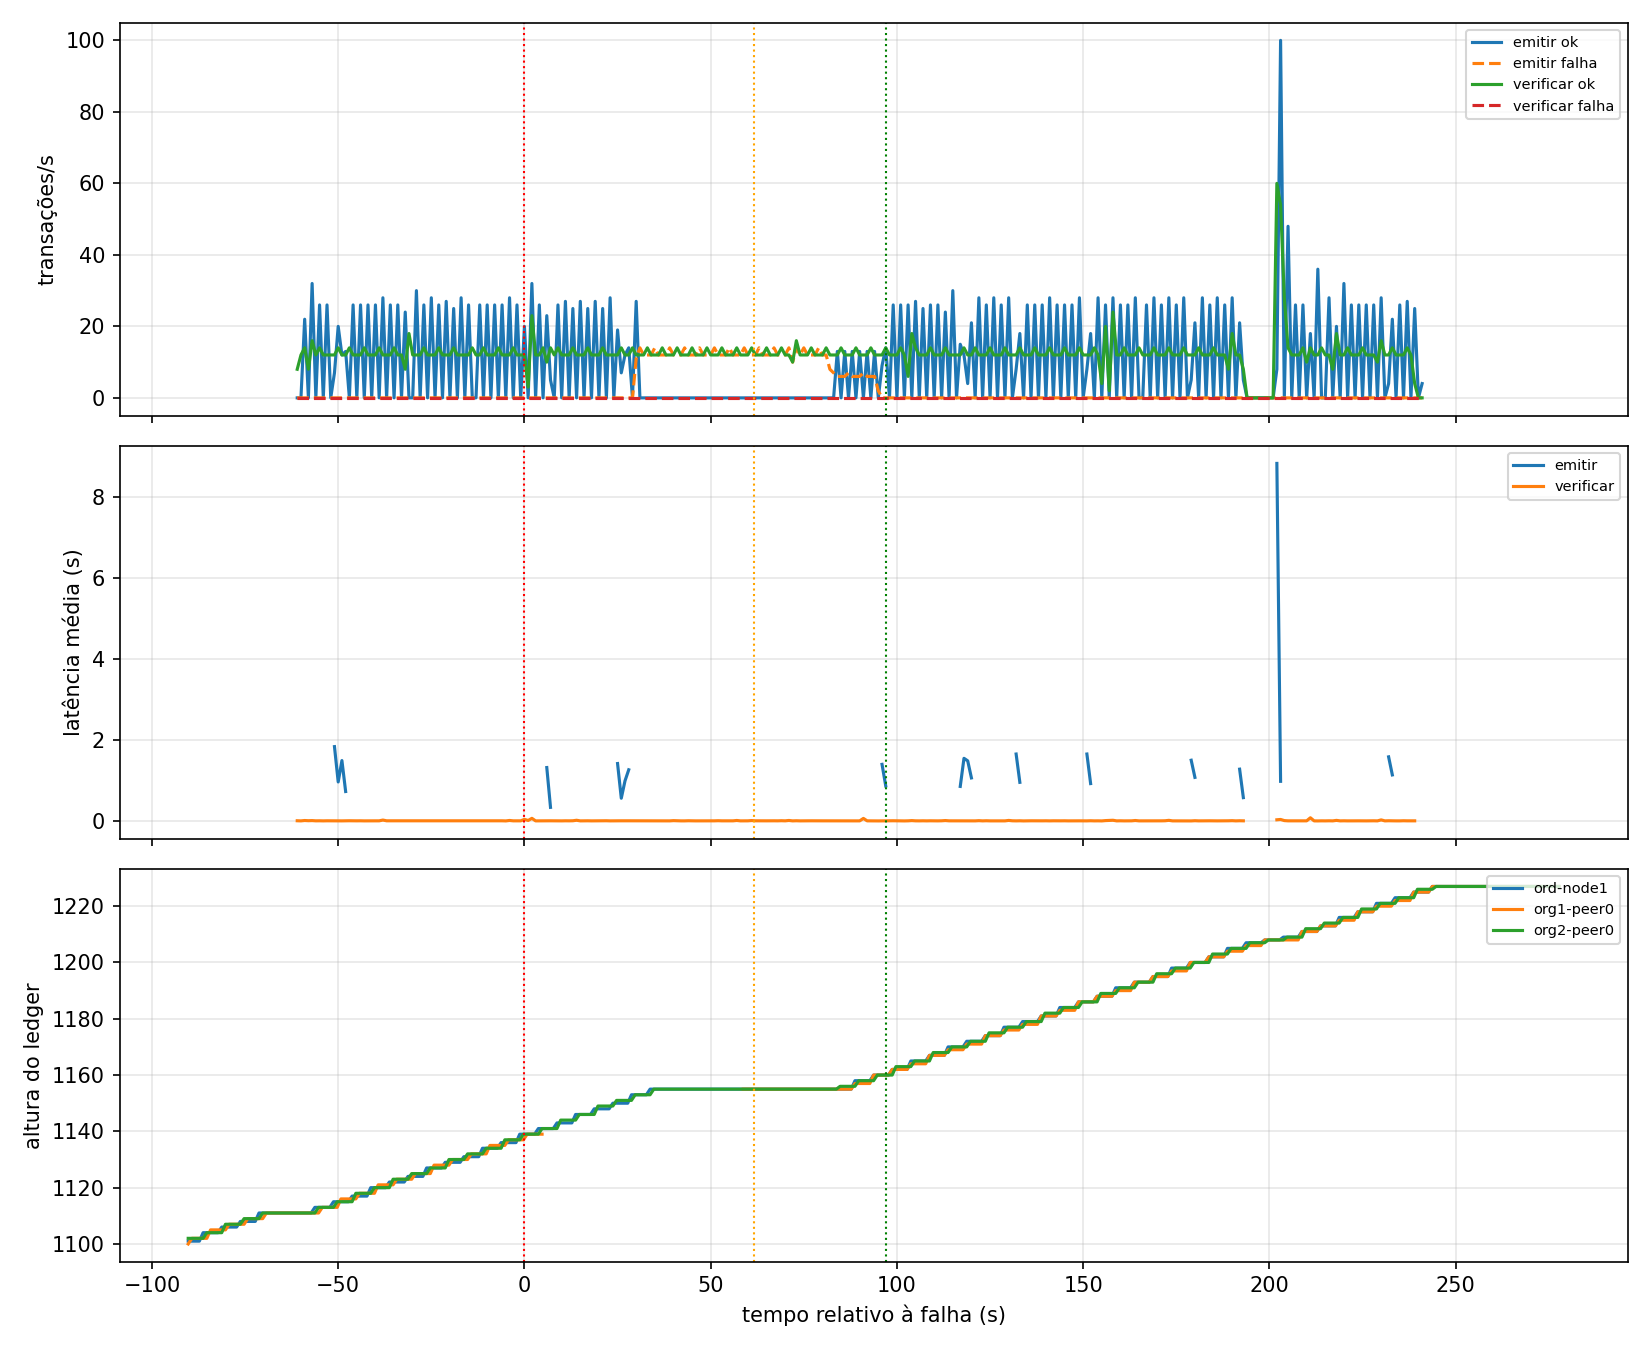 100
80
60
40
20
0
transações/s
emitir ok
emitir falha
verificar ok
verificar falha
8
6
4
2
0
latência média (s)
emitir
verificar
1220
1200
1180
1160
1140
1120
1100
altura do ledger
ord-node1
org1-peer0
org2-peer0
−100 −50 0 50 100 150 200 250
tempo relativo à falha (s)